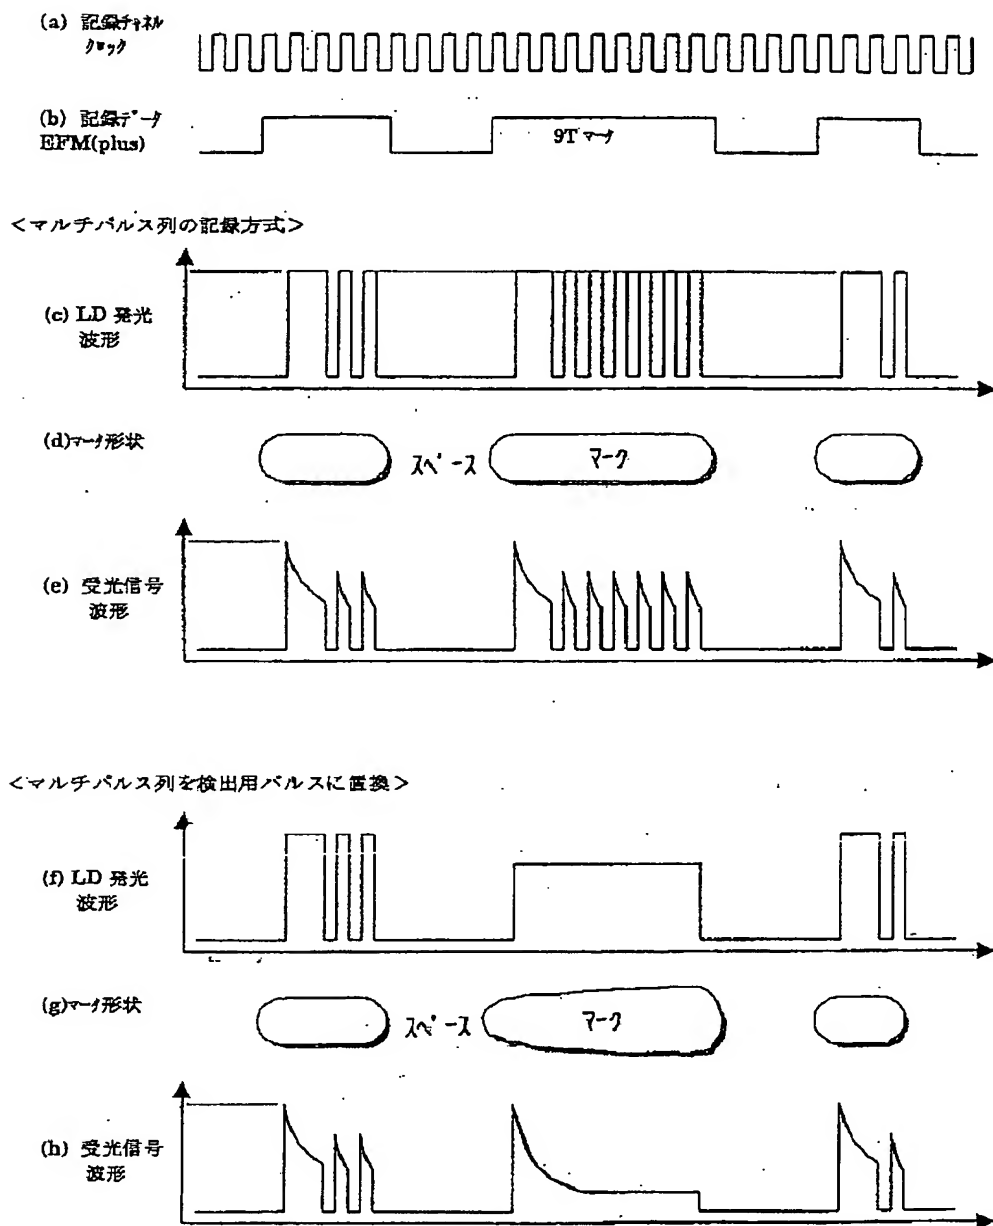 (a) 記録チャネル
クロック
(b) 記録データ
EFM(plus)
9Tマーク
＜マルチパルス列の記録方式＞
(c) LD 発光
波形
(d)マーク形状
スペース
マーク
(e) 受光信号
波形
＜マルチパルス列を検出用パルスに置換＞
(f) LD 発光
波形
(g)マーク形状
スペース
マーク
(h) 受光信号
波形